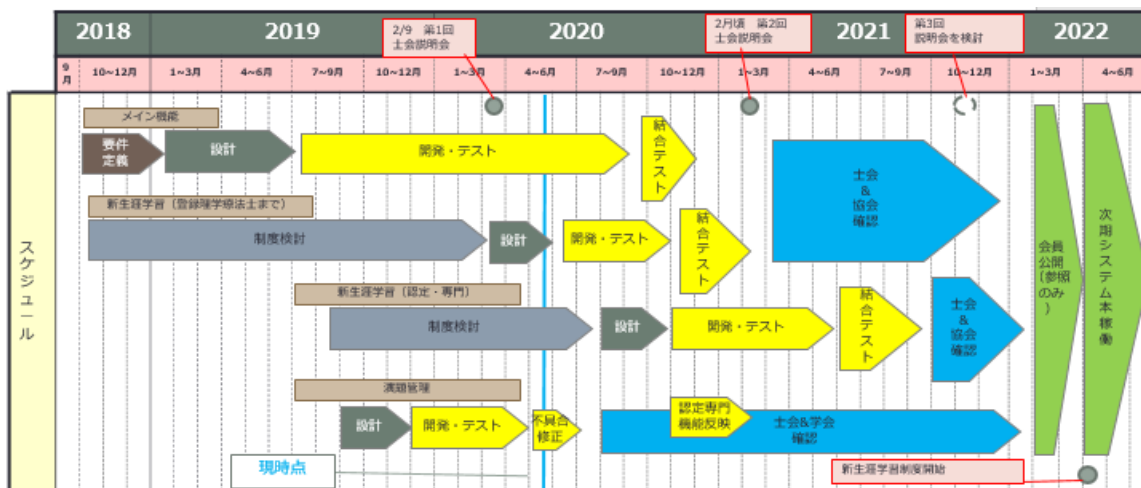 2018
2019
2020
2021
2022
2/9 第1回
士会説明会
2月頃 第2回
士会説明会
第3回
説明会を検討
9
月
10~12月
1~3月
4~6月
7~9月
10~12月
1~3月
4~6月
7~9月
10~12月
1~3月
4~6月
7~9月
10~12月
1~3月
4~6月
スケジュール
メイン機能
要件
定義
設計
開発・テスト
結合テスト
士会
&
協会
確認
新生涯学習(登録理学療法士まで)
制度検討
設計
開発・テスト
結合テスト
新生涯学習(認定・専門)
制度検討
設計
開発・テスト
結合テスト
士会
&
協会
確認
演題管理
設計
開発・テスト
不具合
修正
認定専門
機能反映
士会&学会
確認
会員
公開
(参照
のみ
)
次期システム本稼働
現時点
新生涯学習制度開始